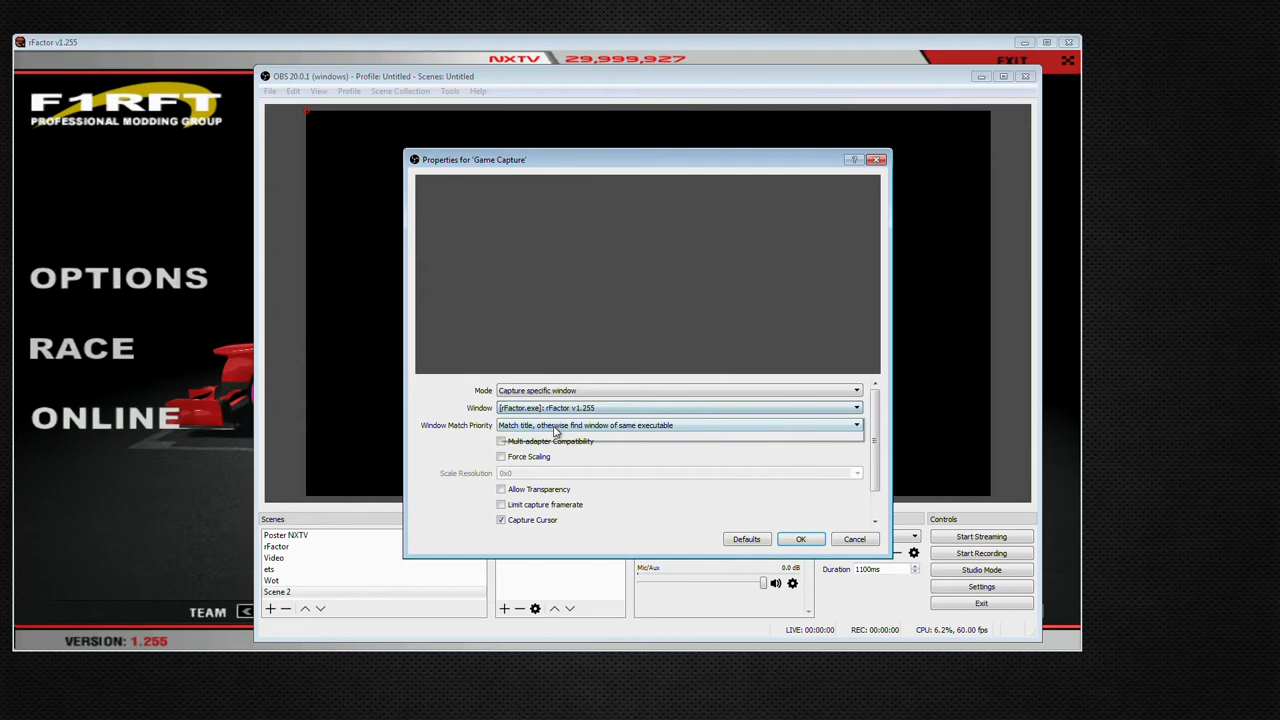 rFactor v1.255
NXTV 29,999,927
EXIT
OBS 20.0.1 (windows) - Profile: Untitled - Scenes: Untitled
File Edit View Profile Scene Collection Tools Help
F1RFT
PROFESSIONAL MODDING GROUP
Properties for 'Game Capture'
OPTIONS
RACE
ONLINE
Mode Capture specific window
Window [rFactor.exe]: rFactor v1.255
Window Match Priority Match title, otherwise find window of same executable
Multi-adapter Compatibility
Force Scaling
Scale Resolution 0x0
Allow Transparency
Limit capture framerate
Capture Cursor
Defaults OK Cancel
Scenes
Poster NXTV
rFactor
Video
ets
Wot
Scene 2
Mic/Aux 0.0 dB
Duration 1100ms
Controls
Start Streaming
Start Recording
Studio Mode
Settings
Exit
TEAM
LIVE: 00:00:00 REC: 00:00:00 CPU: 6.2%, 60.00 fps
VERSION: 1.255